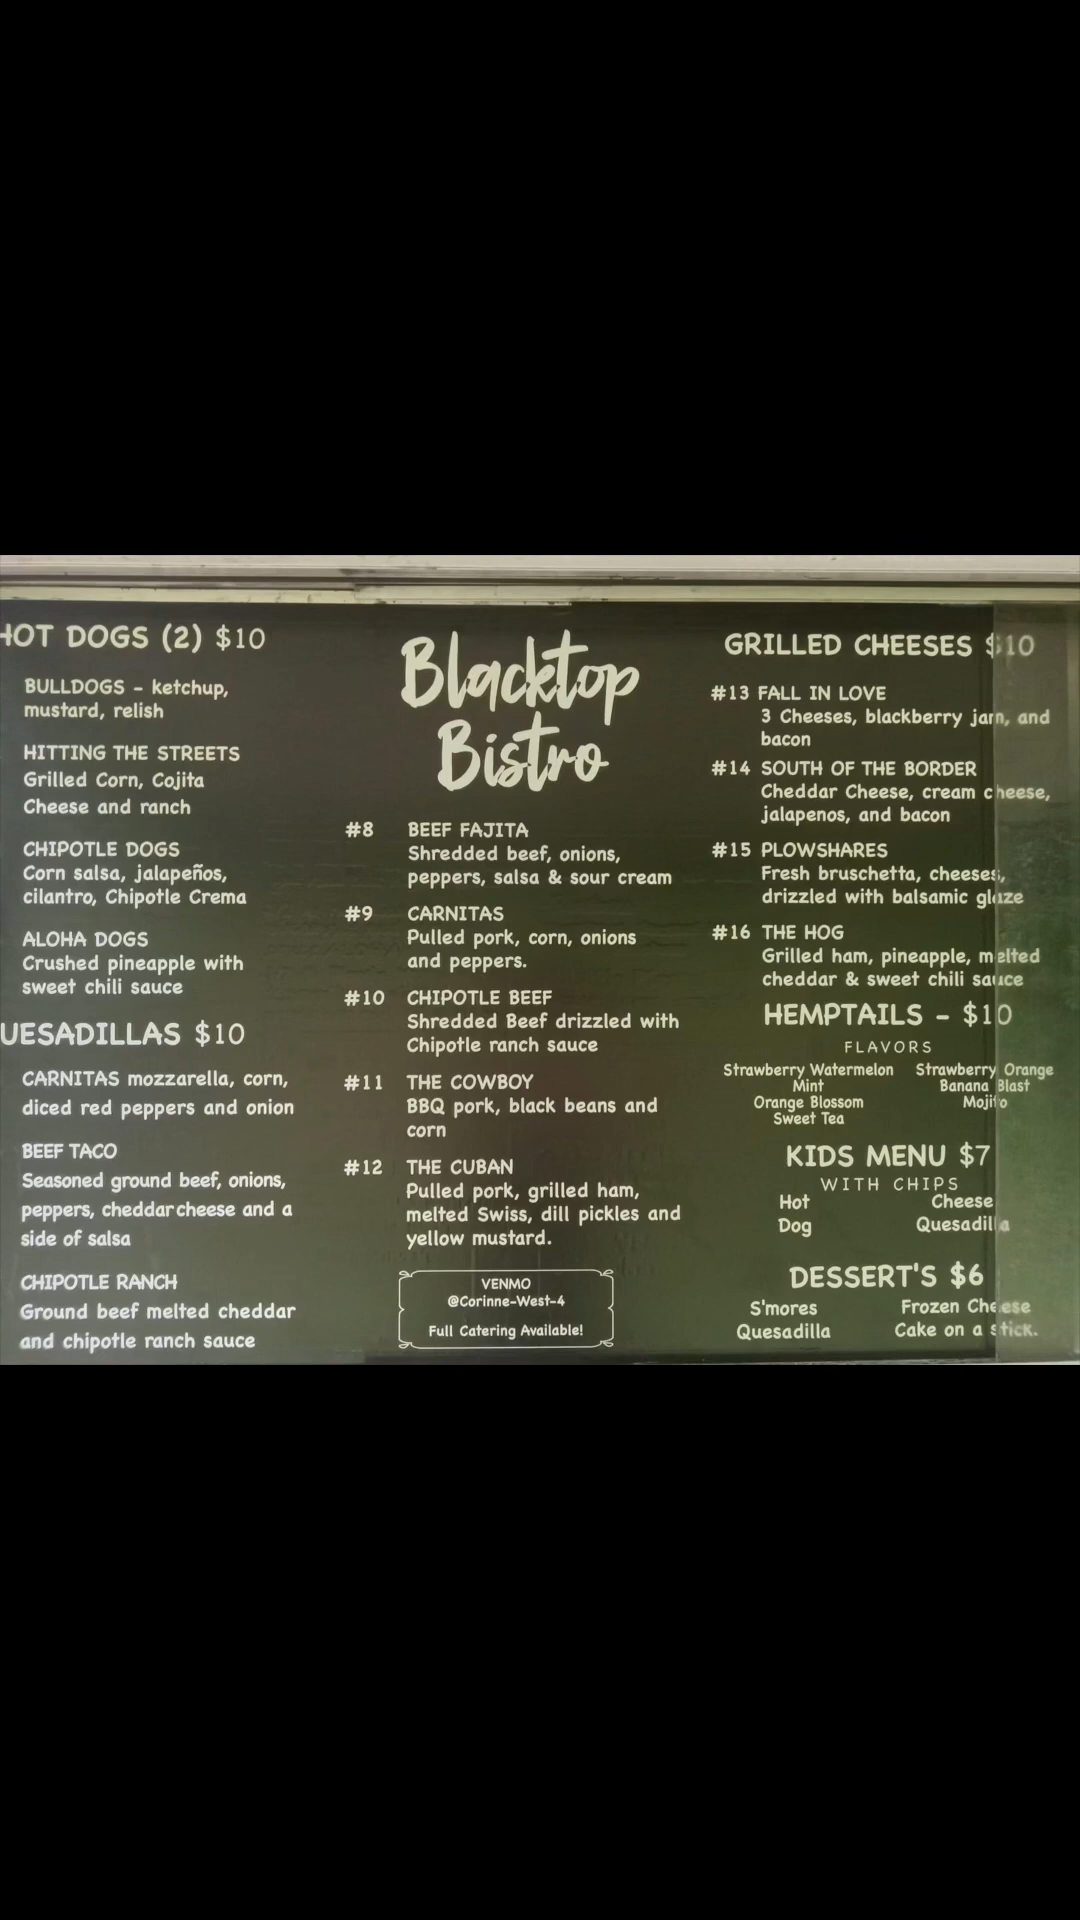 HOT DOGS (2) $10
BULLDOGS - ketchup,
mustard, relish
HITTING THE STREETS
Grilled Corn, Cojita
Cheese and ranch
CHIPOTLE DOGS
Corn salsa, jalapeños,
cilantro, Chipotle Crema
ALOHA DOGS
Crushed pineapple with
sweet chili sauce
UESADILLAS $10
CARNITAS mozzarella, corn,
diced red peppers and onion
BEEF TACO
Seasoned ground beef, onions,
peppers, cheddar cheese and a
side of salsa
CHIPOTLE RANCH
Ground beef melted cheddar
and chipotle ranch sauce
Blacktop
Bistro
#8 BEEF FAJITA
Shredded beef, onions,
peppers, salsa & sour cream
#9 CARNITAS
Pulled pork, corn, onions
and peppers.
#10 CHIPOTLE BEEF
Shredded Beef drizzled with
Chipotle ranch sauce
#11 THE COWBOY
BBQ pork, black beans and
corn
#12 THE CUBAN
Pulled pork, grilled ham,
melted Swiss, dill pickles and
yellow mustard.
VENMO
@Corinne-West-4
Full Catering Available!
GRILLED CHEESES $10
#13 FALL IN LOVE
3 Cheeses, blackberry jam, and
bacon
#14 SOUTH OF THE BORDER
Cheddar Cheese, cream cheese,
jalapenos, and bacon
#15 PLOWSHARES
Fresh bruschetta, cheeses,
drizzled with balsamic glaze
#16 THE HOG
Grilled ham, pineapple, melted
cheddar & sweet chili sauce
HEMPTAILS - $10
FLAVORS
Strawberry Watermelon
Mint
Orange Blossom
Sweet Tea
Strawberry Orange
Banana Blast
Mojito
KIDS MENU $7
WITH CHIPS
Hot
Dog
Cheese
Quesadilla
DESSERT'S $6
S'mores
Quesadilla
Frozen Cheese
Cake on a stick.